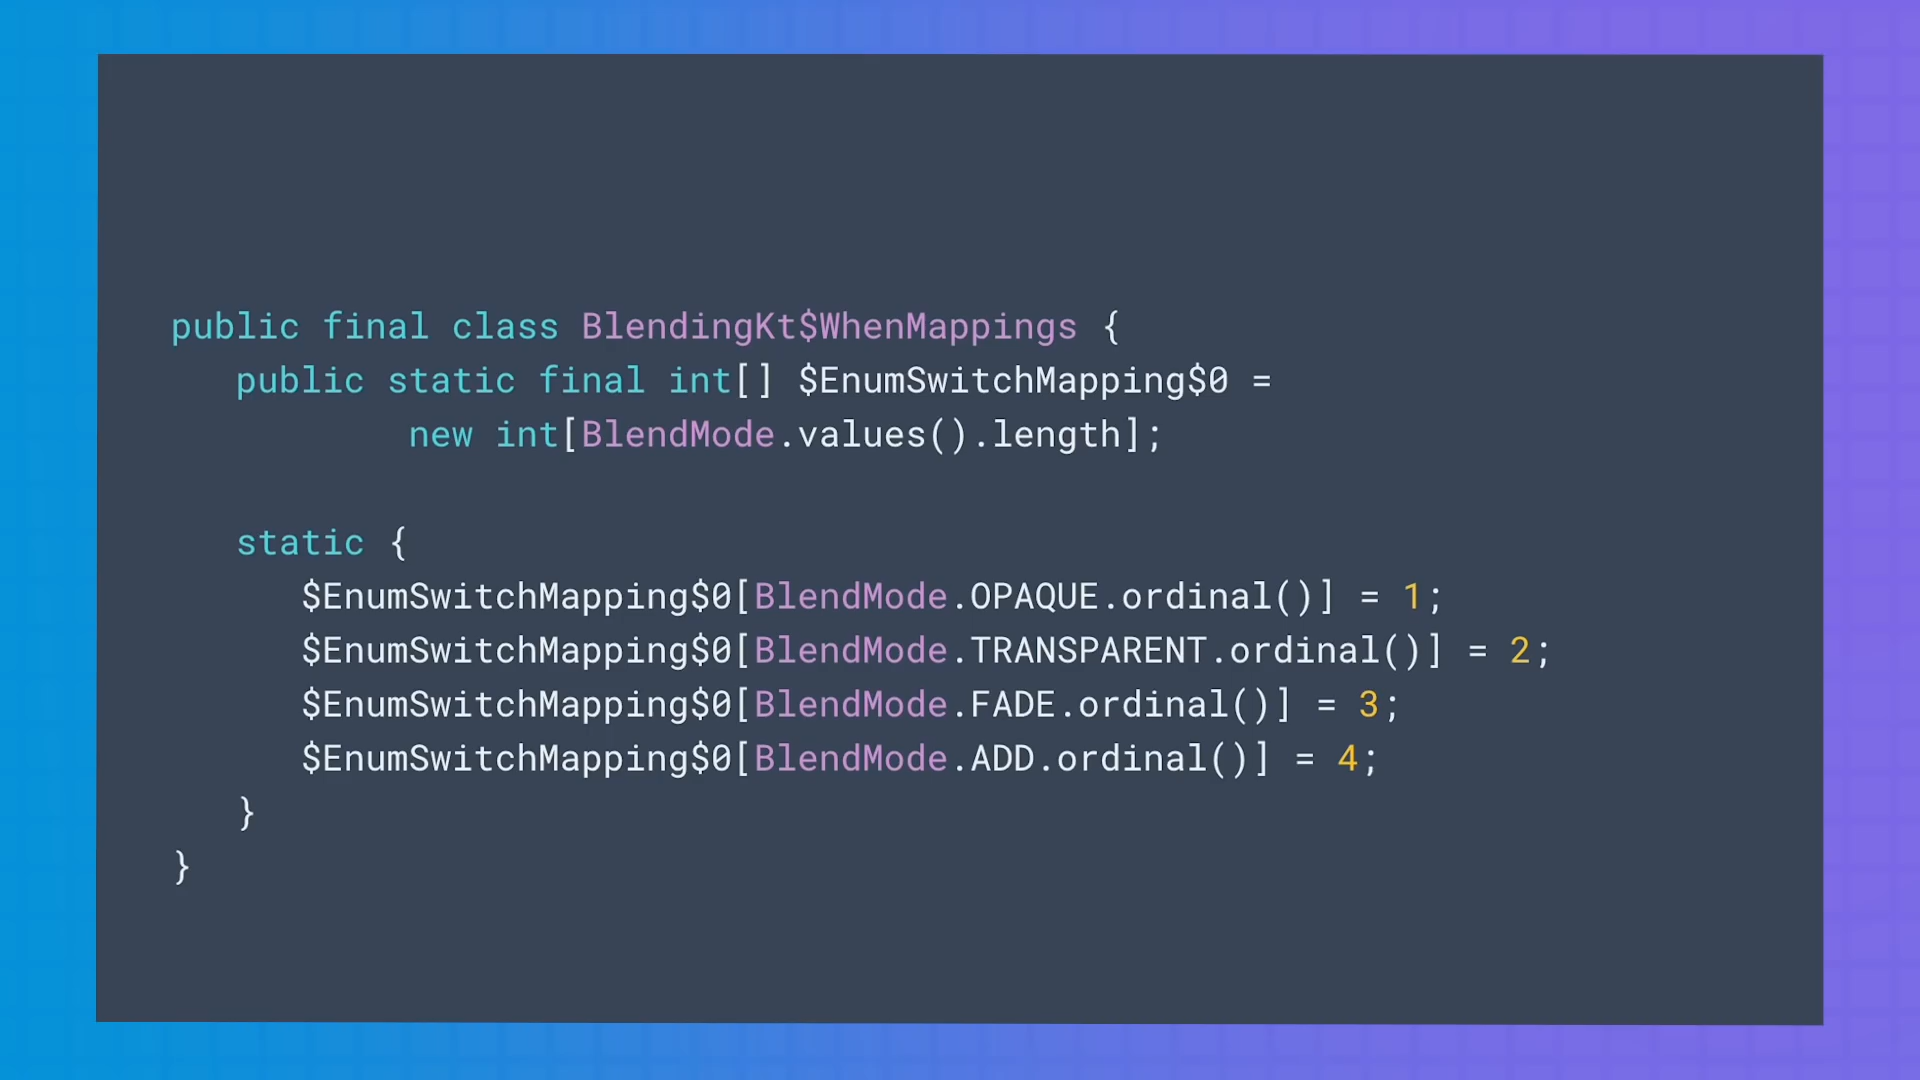 public final class BlendingKt$WhenMappings {
public static final int[] $EnumSwitchMapping$0 =
new int[BlendMode.values().length];
static {
$EnumSwitchMapping$0[BlendMode.OPAQUE.ordinal()] = 1;
$EnumSwitchMapping$0[BlendMode.TRANSPARENT.ordinal()] = 2;
$EnumSwitchMapping$0[BlendMode.FADE.ordinal()] = 3;
$EnumSwitchMapping$0[BlendMode.ADD.ordinal()] = 4;
}
}